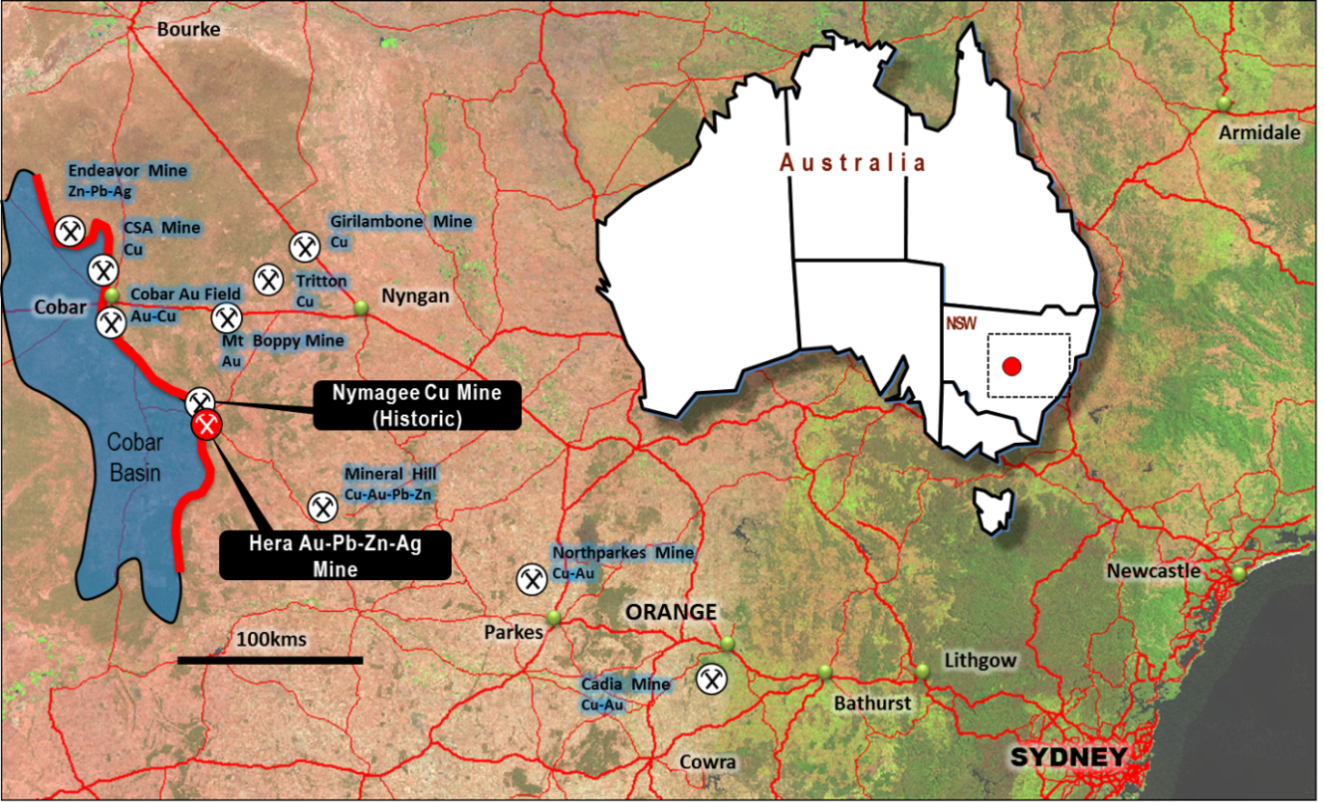 Bourke
Armidale
Australia
Endeavor Mine
Zn-Pb-Ag
CSA Mine
Cu
Girilambone Mine
Cu
Tritton
Cu
Cobar
Cobar Au Field
Au-Cu
Nyngan
Mt Boppy Mine
Au
NSW
Nymagee Cu Mine
(Historic)
Cobar
Basin
Mineral Hill
Cu-Au-Pb-Zn
Hera Au-Pb-Zn-Ag
Mine
Northparkes Mine
Cu-Au
Newcastle
ORANGE
Parkes
100kms
Lithgow
Cadia Mine
Cu-Au
Bathurst
Cowra
SYDNEY